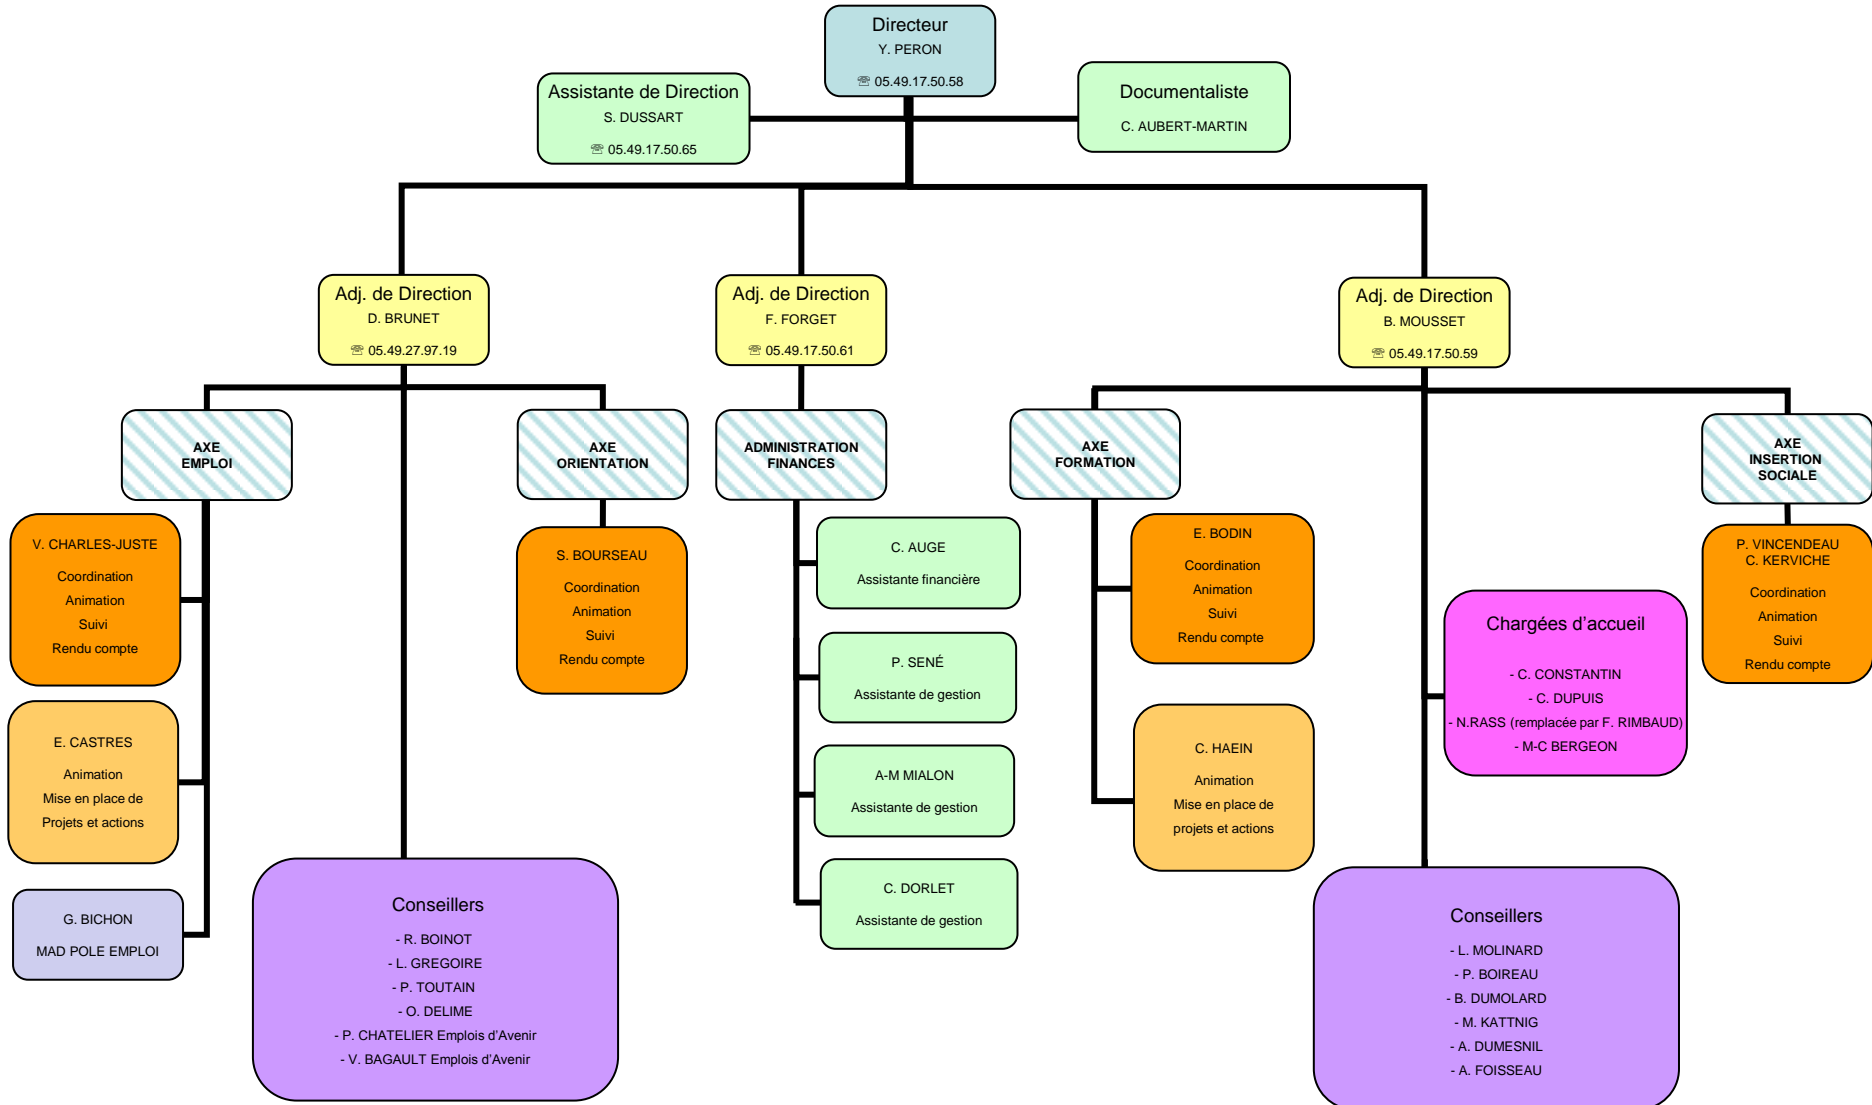 Directeur
Y. PERON
☏ 05.49.17.50.58
Assistante de Direction
S. DUSSART
☏ 05.49.17.50.65
Documentaliste
C. AUBERT-MARTIN
Adj. de Direction
D. BRUNET
☏ 05.49.27.97.19
Adj. de Direction
F. FORGET
☏ 05.49.17.50.61
Adj. de Direction
B. MOUSSET
☏ 05.49.17.50.59
AXE
EMPLOI
AXE
ORIENTATION
ADMINISTRATION
FINANCES
AXE
FORMATION
AXE
INSERTION
SOCIALE
V. CHARLES-JUSTE
Coordination
Animation
Suivi
Rendu compte
E. CASTRES
Animation
Mise en place de
Projets et actions
G. BICHON
MAD POLE EMPLOI
Conseillers
- R. BOINOT
- L. GREGOIRE
- P. TOUTAIN
- O. DELIME
- P. CHATELIER Emplois d’Avenir
- V. BAGAULT Emplois d’Avenir
S. BOURSEAU
Coordination
Animation
Suivi
Rendu compte
C. AUGE
Assistante financière
P. SENÉ
Assistante de gestion
A-M MIALON
Assistante de gestion
C. DORLET
Assistante de gestion
E. BODIN
Coordination
Animation
Suivi
Rendu compte
C. HAEIN
Animation
Mise en place de
projets et actions
Chargées d’accueil
- C. CONSTANTIN
- C. DUPUIS
- N.RASS (remplacée par F. RIMBAUD)
- M-C BERGEON
Conseillers
- L. MOLINARD
- P. BOIREAU
- B. DUMOLARD
- M. KATTNIG
- A. DUMESNIL
- A. FOISSEAU
P. VINCENDEAU
C. KERVICHE
Coordination
Animation
Suivi
Rendu compte